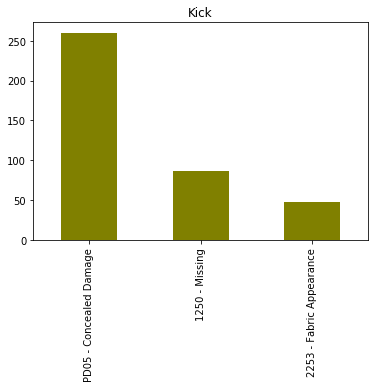 Kick
250
200
150
100
50
0
PD05 - Concealed Damage
1250 - Missing
2253 - Fabric Appearance